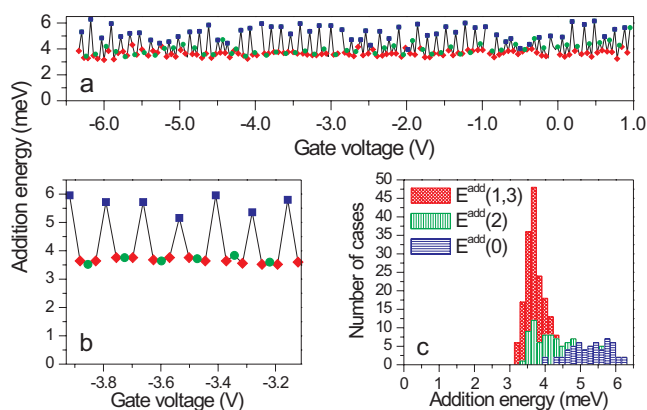 Addition energy (meV)
6
4
2
0
a
-6.0 -5.0 -4.0 -3.0 -2.0 -1.0 0.0 1.0
Gate voltage (V)
6
5
4
3
2
1
0
b
-3.8 -3.6 -3.4 -3.2
Gate voltage (V)
Number of cases
50
45
40
35
30
25
20
15
10
5
0
E^add(1,3)
E^add(2)
E^add(0)
c
0 1 2 3 4 5 6
Addition energy (meV)